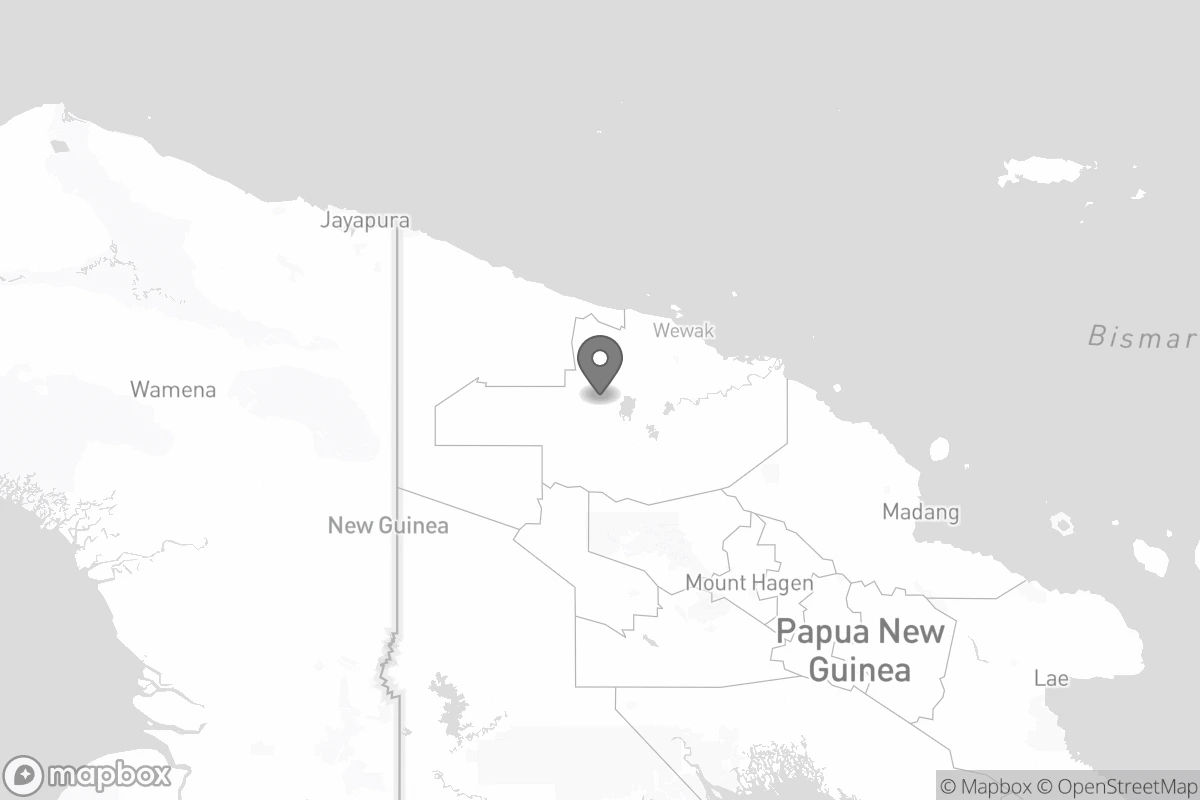 Jayapura
Wewak
Bismar
Wamena
Madang
New Guinea
Mount Hagen
Papua New
Guinea
Lae
mapbox
© Mapbox © OpenStreetMap